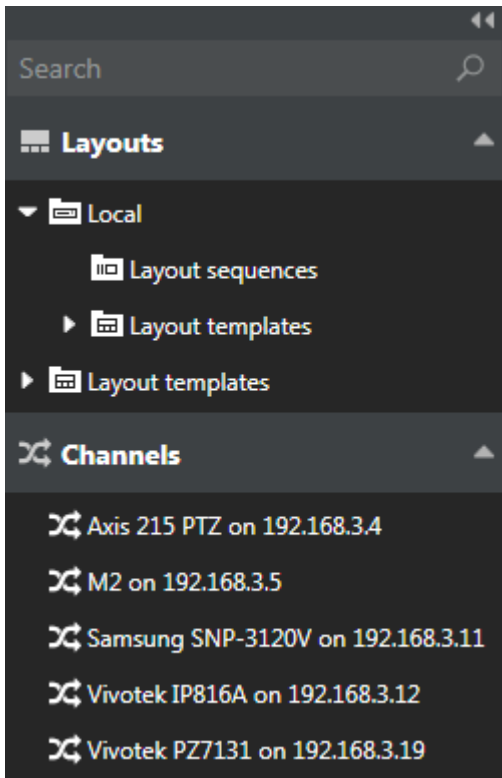 Search
Layouts
Local
Layout sequences
Layout templates
Layout templates
Channels
Axis 215 PTZ on 192.168.3.4
M2 on 192.168.3.5
Samsung SNP-3120V on 192.168.3.11
Vivotek IP816A on 192.168.3.12
Vivotek PZ7131 on 192.168.3.19